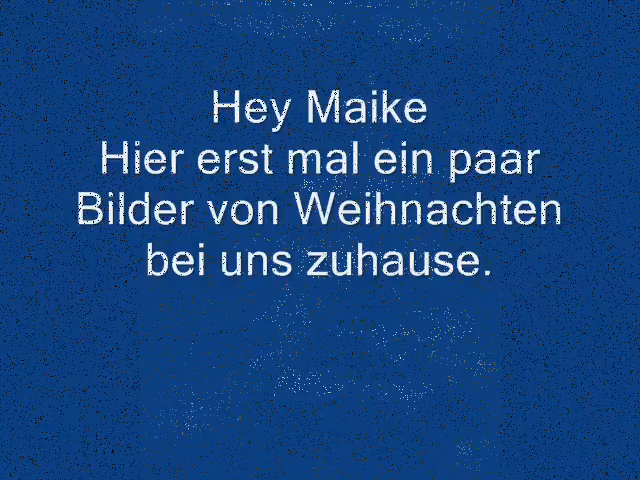 Hey Maike
Hier erst mal ein paar
Bilder von Weihnachten
bei uns zuhause.